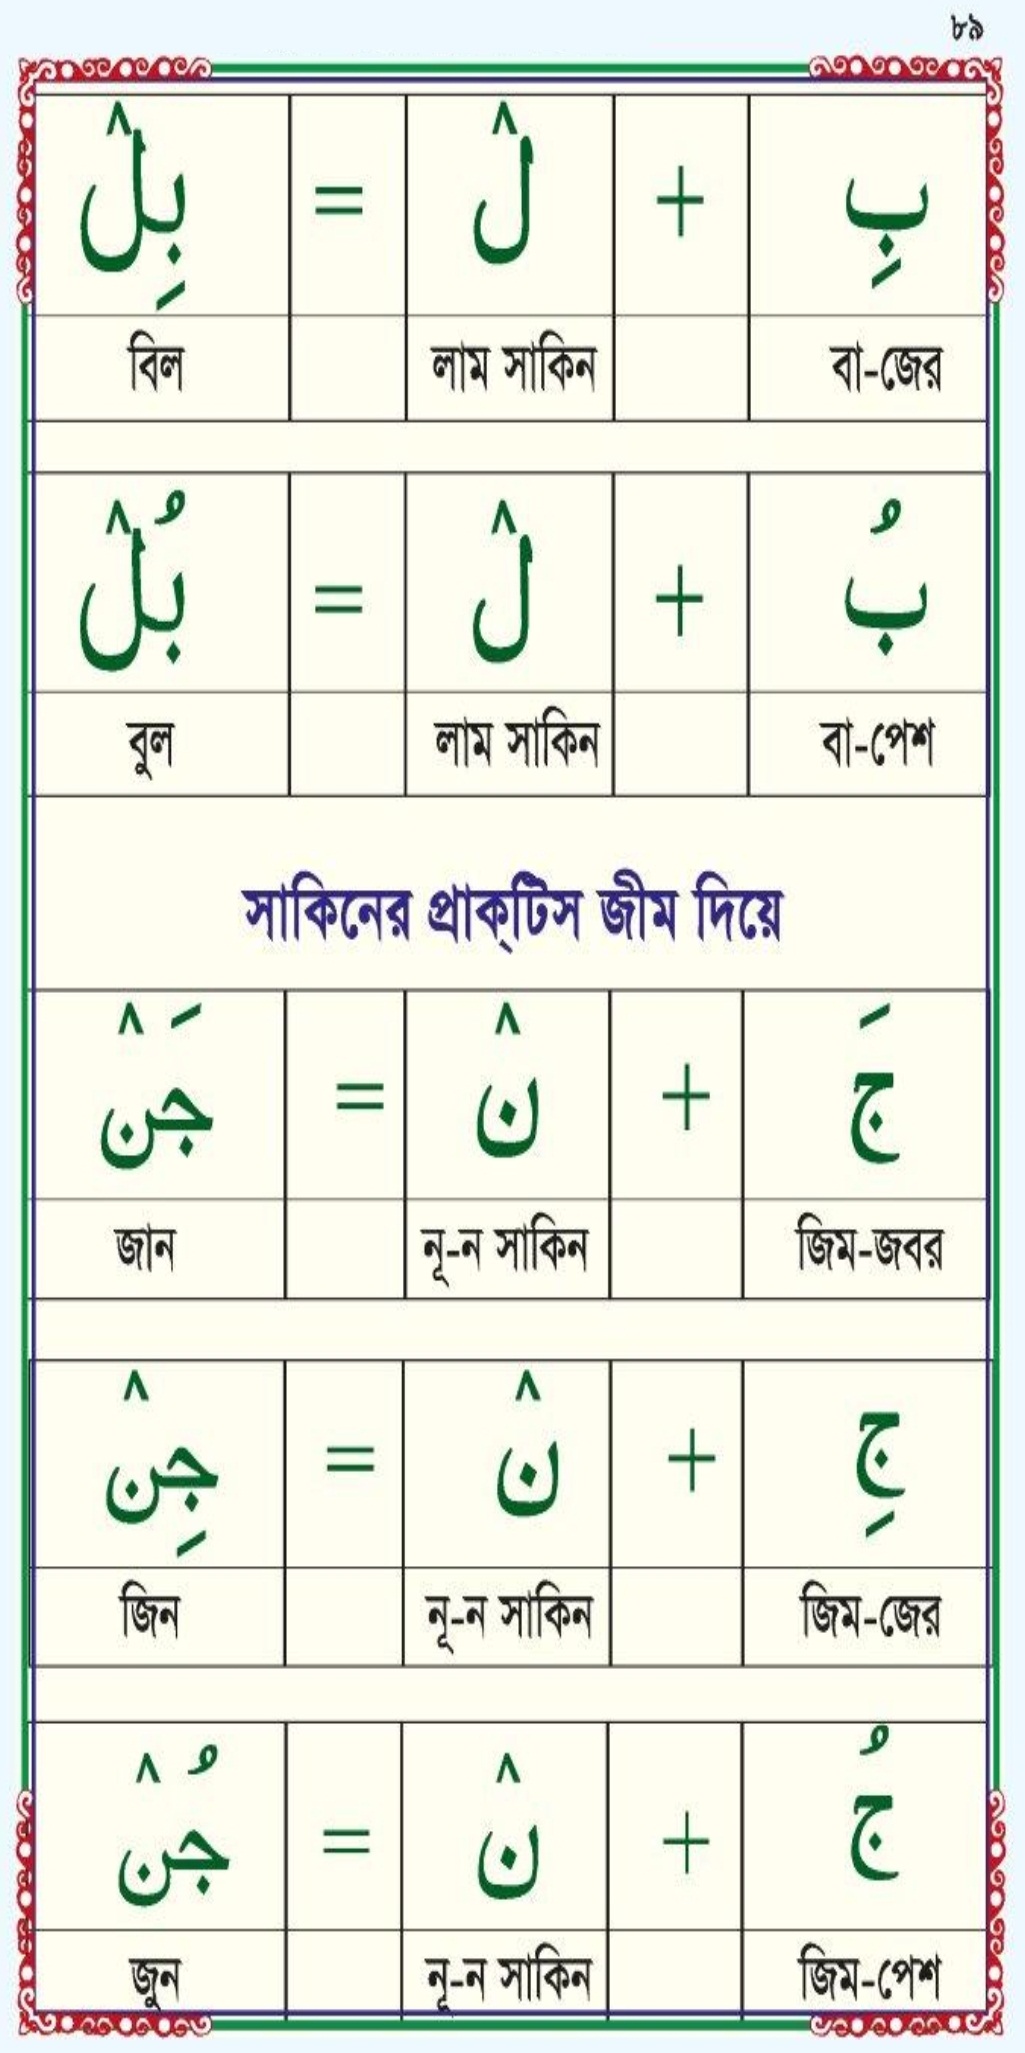 ৮৯
بِ + لْ = بِلْ
বা-জের লাম সাকিন বিল
بُ + لْ = بُلْ
বা-পেশ লাম সাকিন বুল
সাকিনের প্রাক্‌টিস জীম দিয়ে
جَ + نْ = جَنْ
জিম-জবর নূ-ন সাকিন জান
جِ + نْ = جِنْ
জিম-জের নূ-ন সাকিন জিন
جُ + نْ = جُنْ
জিম-পেশ নূ-ন সাকিন জুন